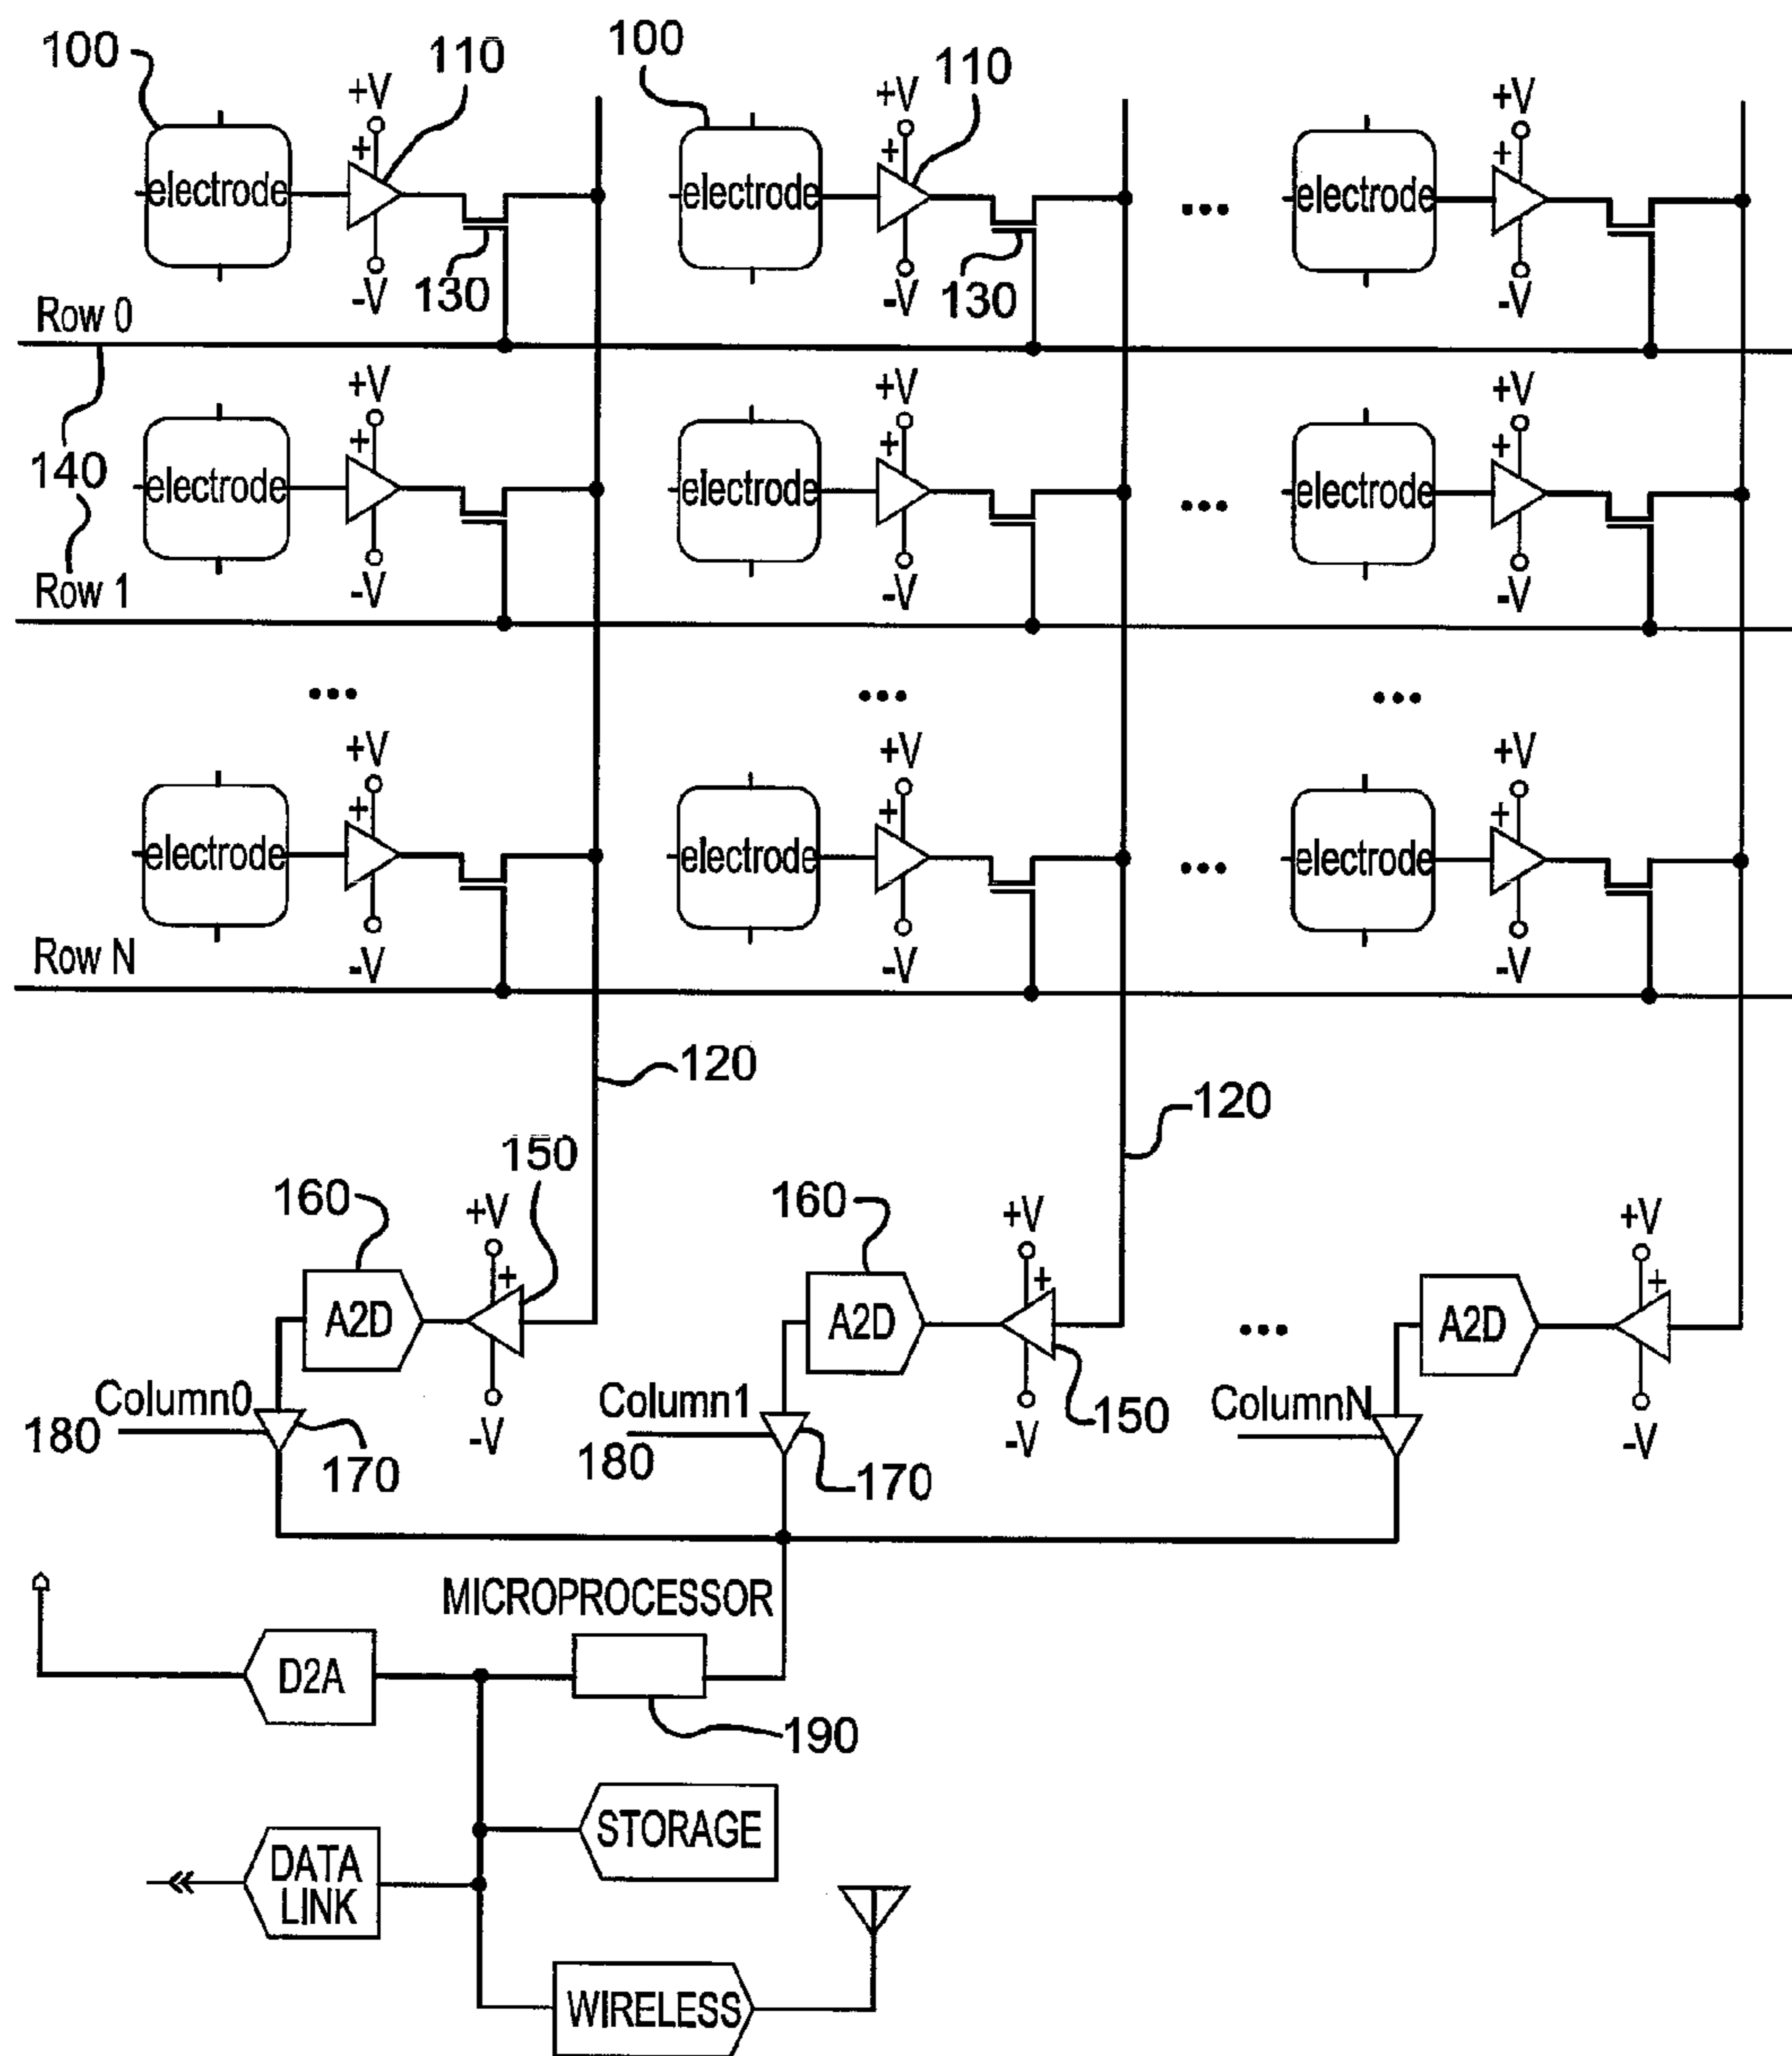 100 110 100 110
+V +V +V
+ + +
electrode electrode ... electrode
130 130
-V -V -V
Row 0
+V +V +V
140 + + +
electrode electrode ... electrode
Row 1 -V -V -V
... ... ...
+V +V +V
+ + +
electrode electrode ... electrode
Row N -V -V -V
120
120
150
160 160
+V +V +V
+ + +
A2D A2D ... A2D
Column0 Column1 ColumnN
150
180 -V -V -V
170 180 170
MICROPROCESSOR
D2A
190
STORAGE
DATA
LINK
WIRELESS